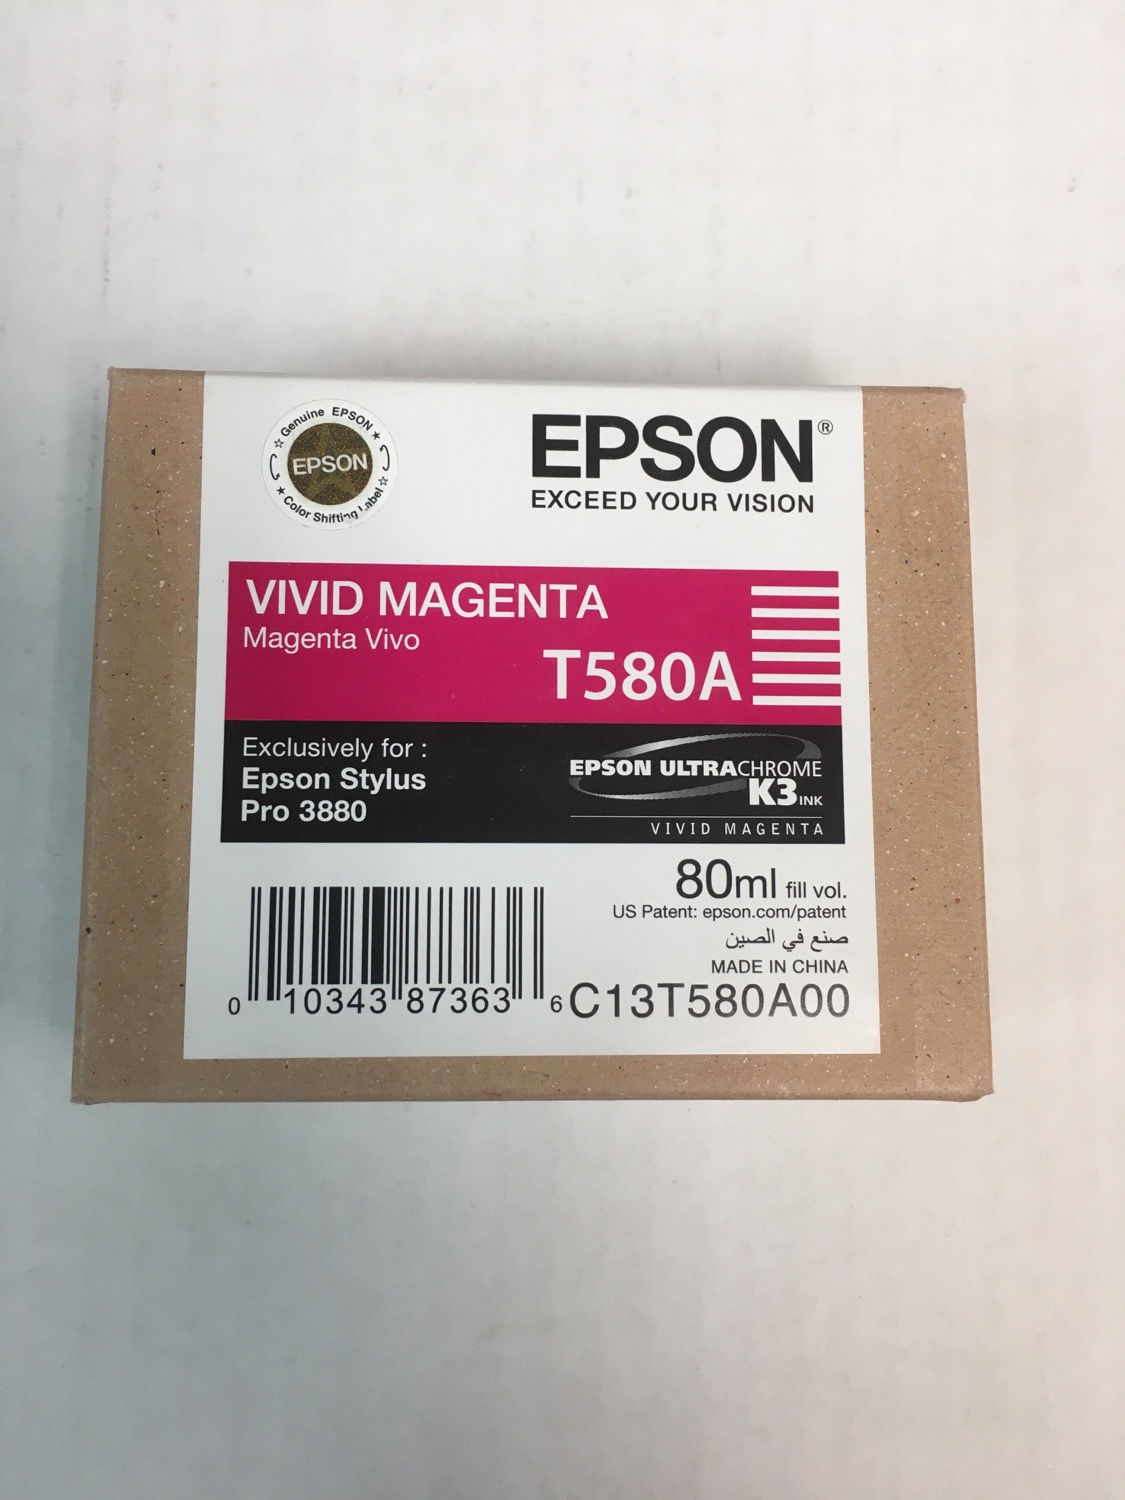 Genuine EPSON
EPSON
Color Shifting Label
EPSON®
EXCEED YOUR VISION
VIVID MAGENTA
Magenta Vivo
T580A
Exclusively for :
Epson Stylus
Pro 3880
EPSON ULTRACHROME
K3 INK
VIVID MAGENTA
80ml fill vol.
US Patent: epson.com/patent
صنع في الصين
MADE IN CHINA
0 10343 87363 6
C13T580A00